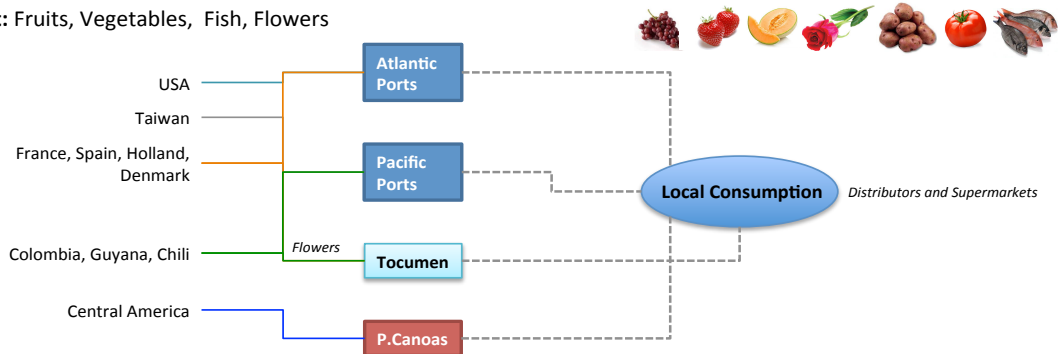 : Fruits, Vegetables, Fish, Flowers
Atlantic
Ports
USA
Taiwan
France, Spain, Holland,
Denmark
Pacific
Ports
Local Consumption
Distributors and Supermarkets
Colombia, Guyana, Chili
Flowers
Tocumen
Central America
P.Canoas